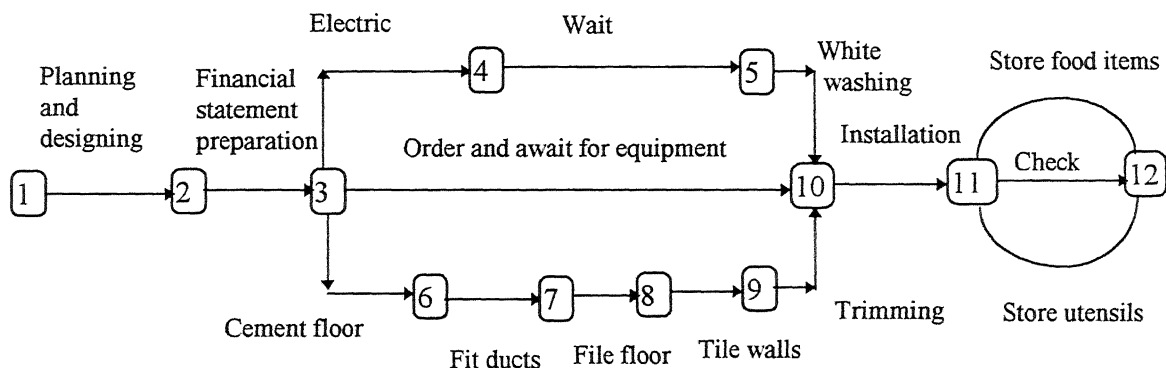 Electric
Wait
Planning
and
designing
Financial
statement
preparation
4
5
White
washing
Store food items
Order and await for equipment
Installation
1
2
3
10
11
Check
12
6
7
8
9
Cement floor
Fit ducts
File floor
Tile walls
Trimming
Store utensils